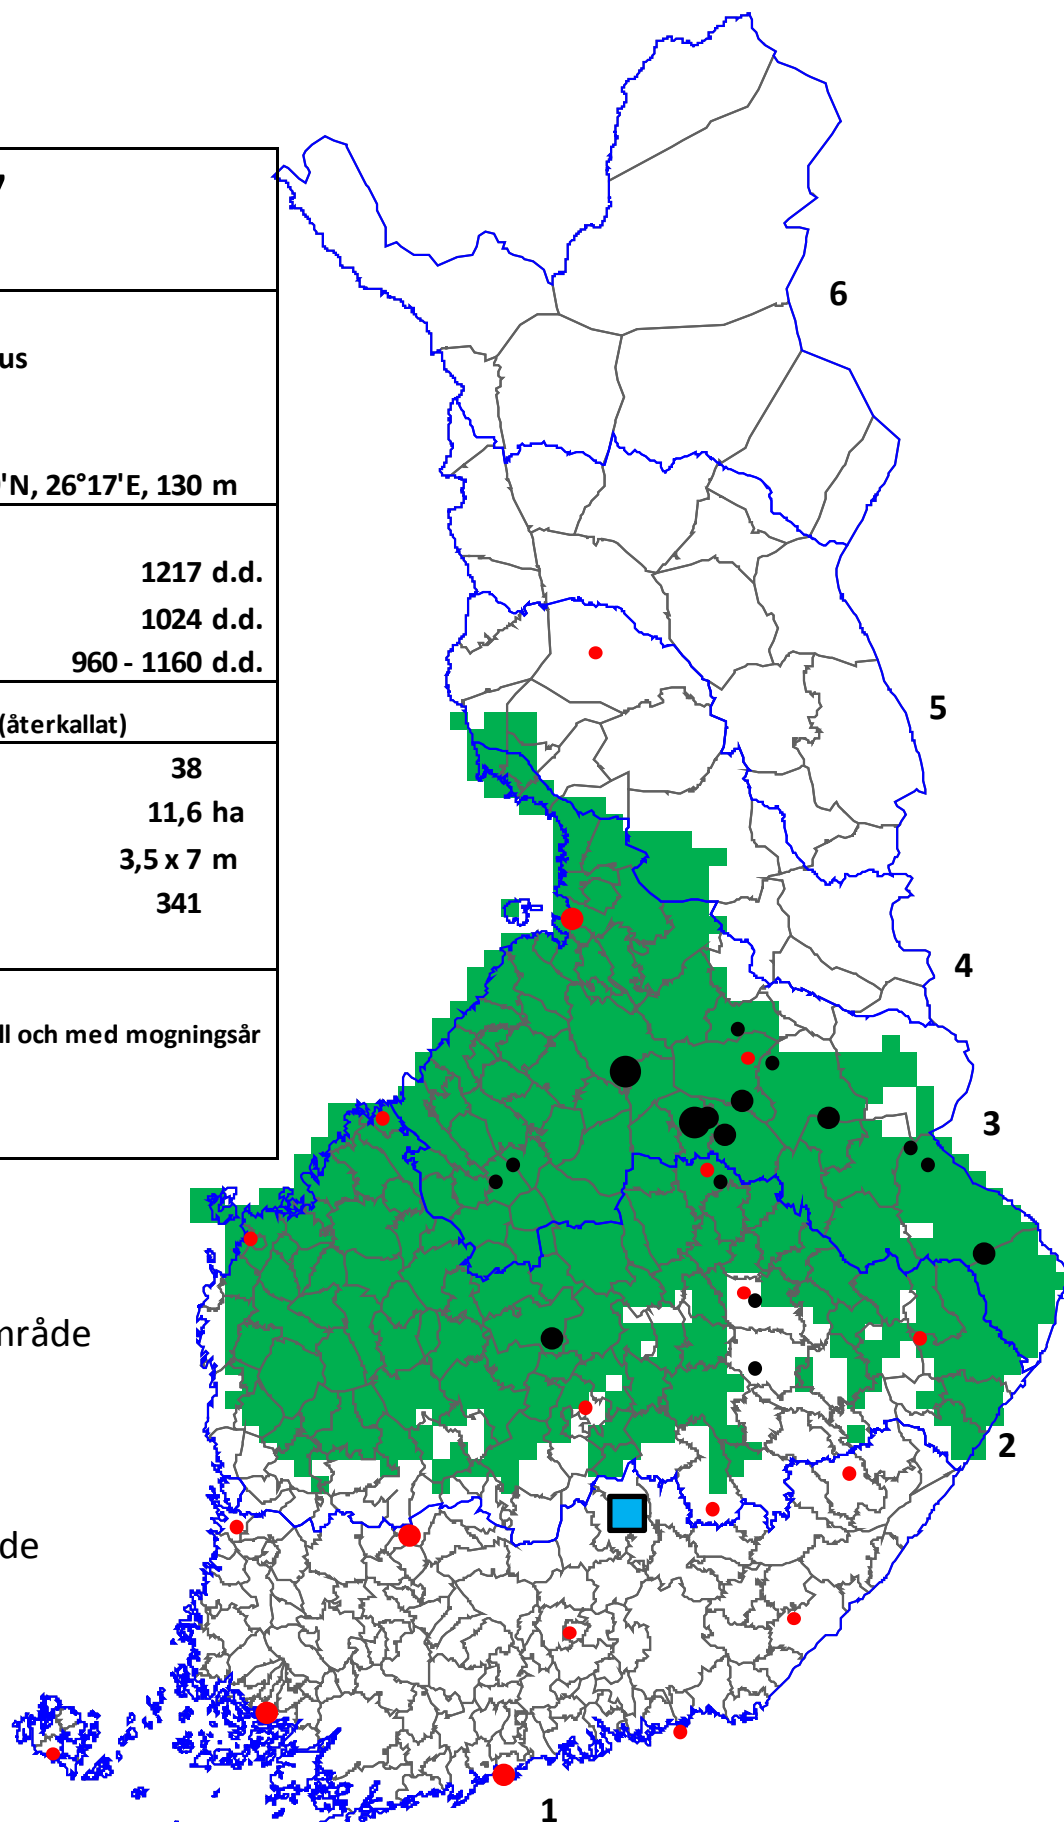 7
us
'N, 26°17'E, 130 m
1217 d.d.
1024 d.d.
960 - 1160 d.d.
(återkallat)
38
11,6 ha
3,5 x 7 m
341
ll och med mogningsår
område
de
6
5
4
3
2
1